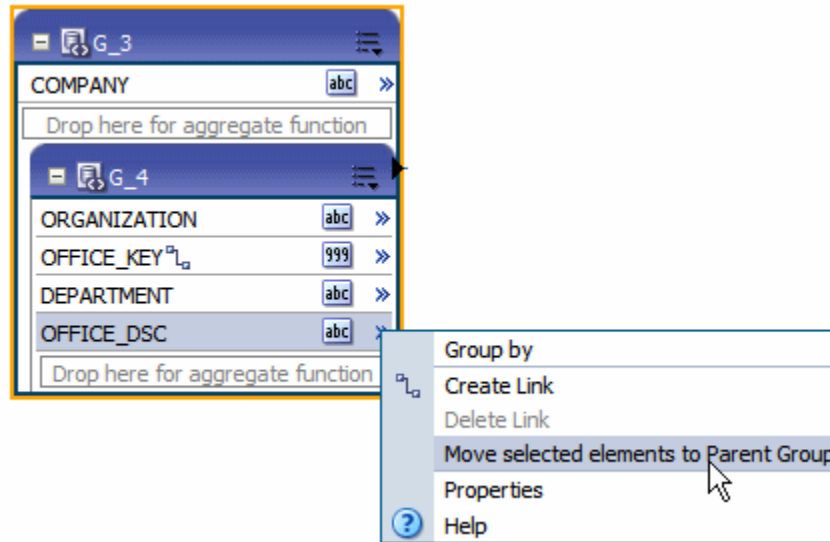 G_3
COMPANY abc »
Drop here for aggregate function
G_4
ORGANIZATION abc »
OFFICE_KEY 999 »
DEPARTMENT abc »
OFFICE_DSC abc »
Drop here for aggregate function
Group by
Create Link
Delete Link
Move selected elements to Parent Group
Properties
? Help